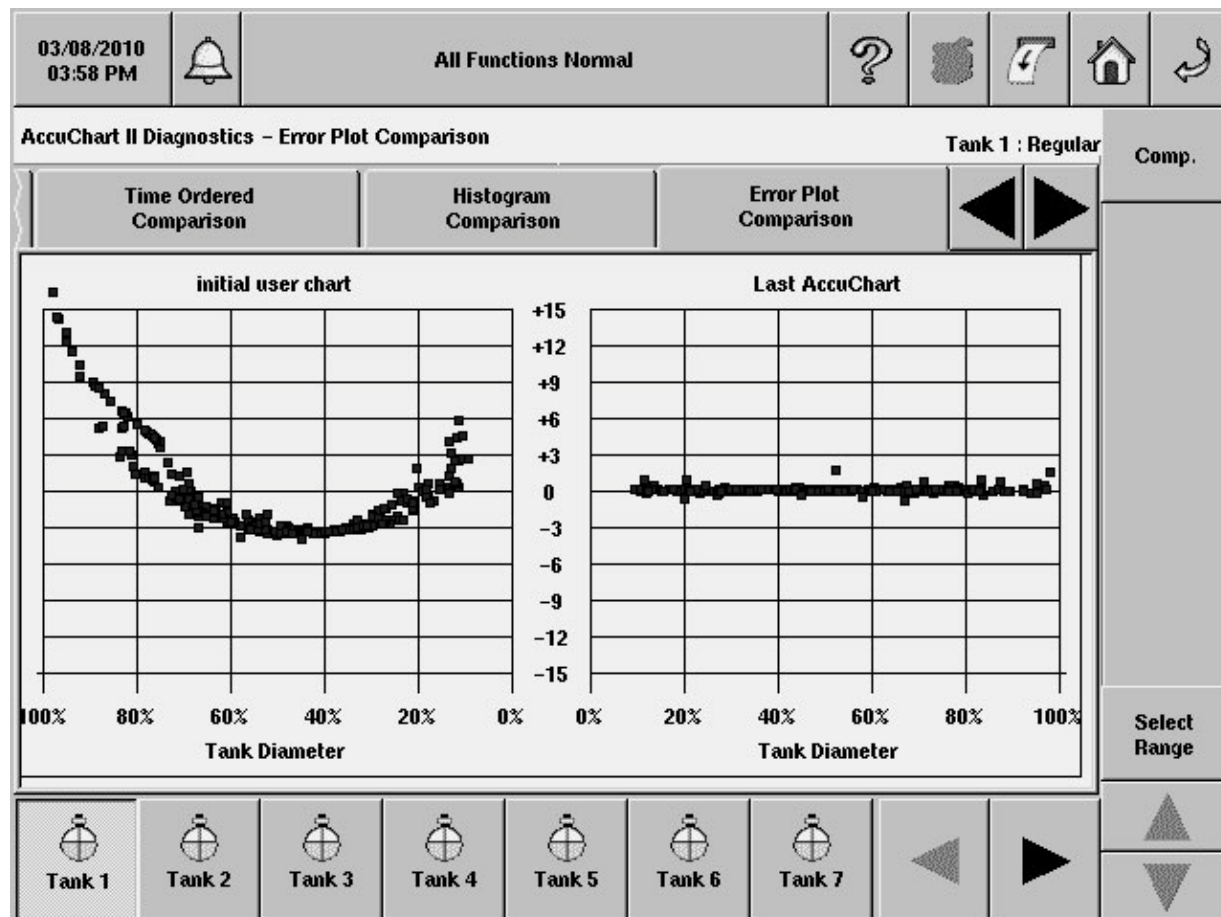 03/08/2010
03:58 PM
All Functions Normal
?
AccuChart II Diagnostics – Error Plot Comparison
Tank 1 : Regular
Comp.
Time Ordered
Comparison
Histogram
Comparison
Error Plot
Comparison
initial user chart
Last AccuChart
+15
+12
+9
+6
+3
0
−3
−6
−9
−12
−15
100% 80% 60% 40% 20% 0%
0% 20% 40% 60% 80% 100%
Tank Diameter
Tank Diameter
Select
Range
Tank 1
Tank 2
Tank 3
Tank 4
Tank 5
Tank 6
Tank 7